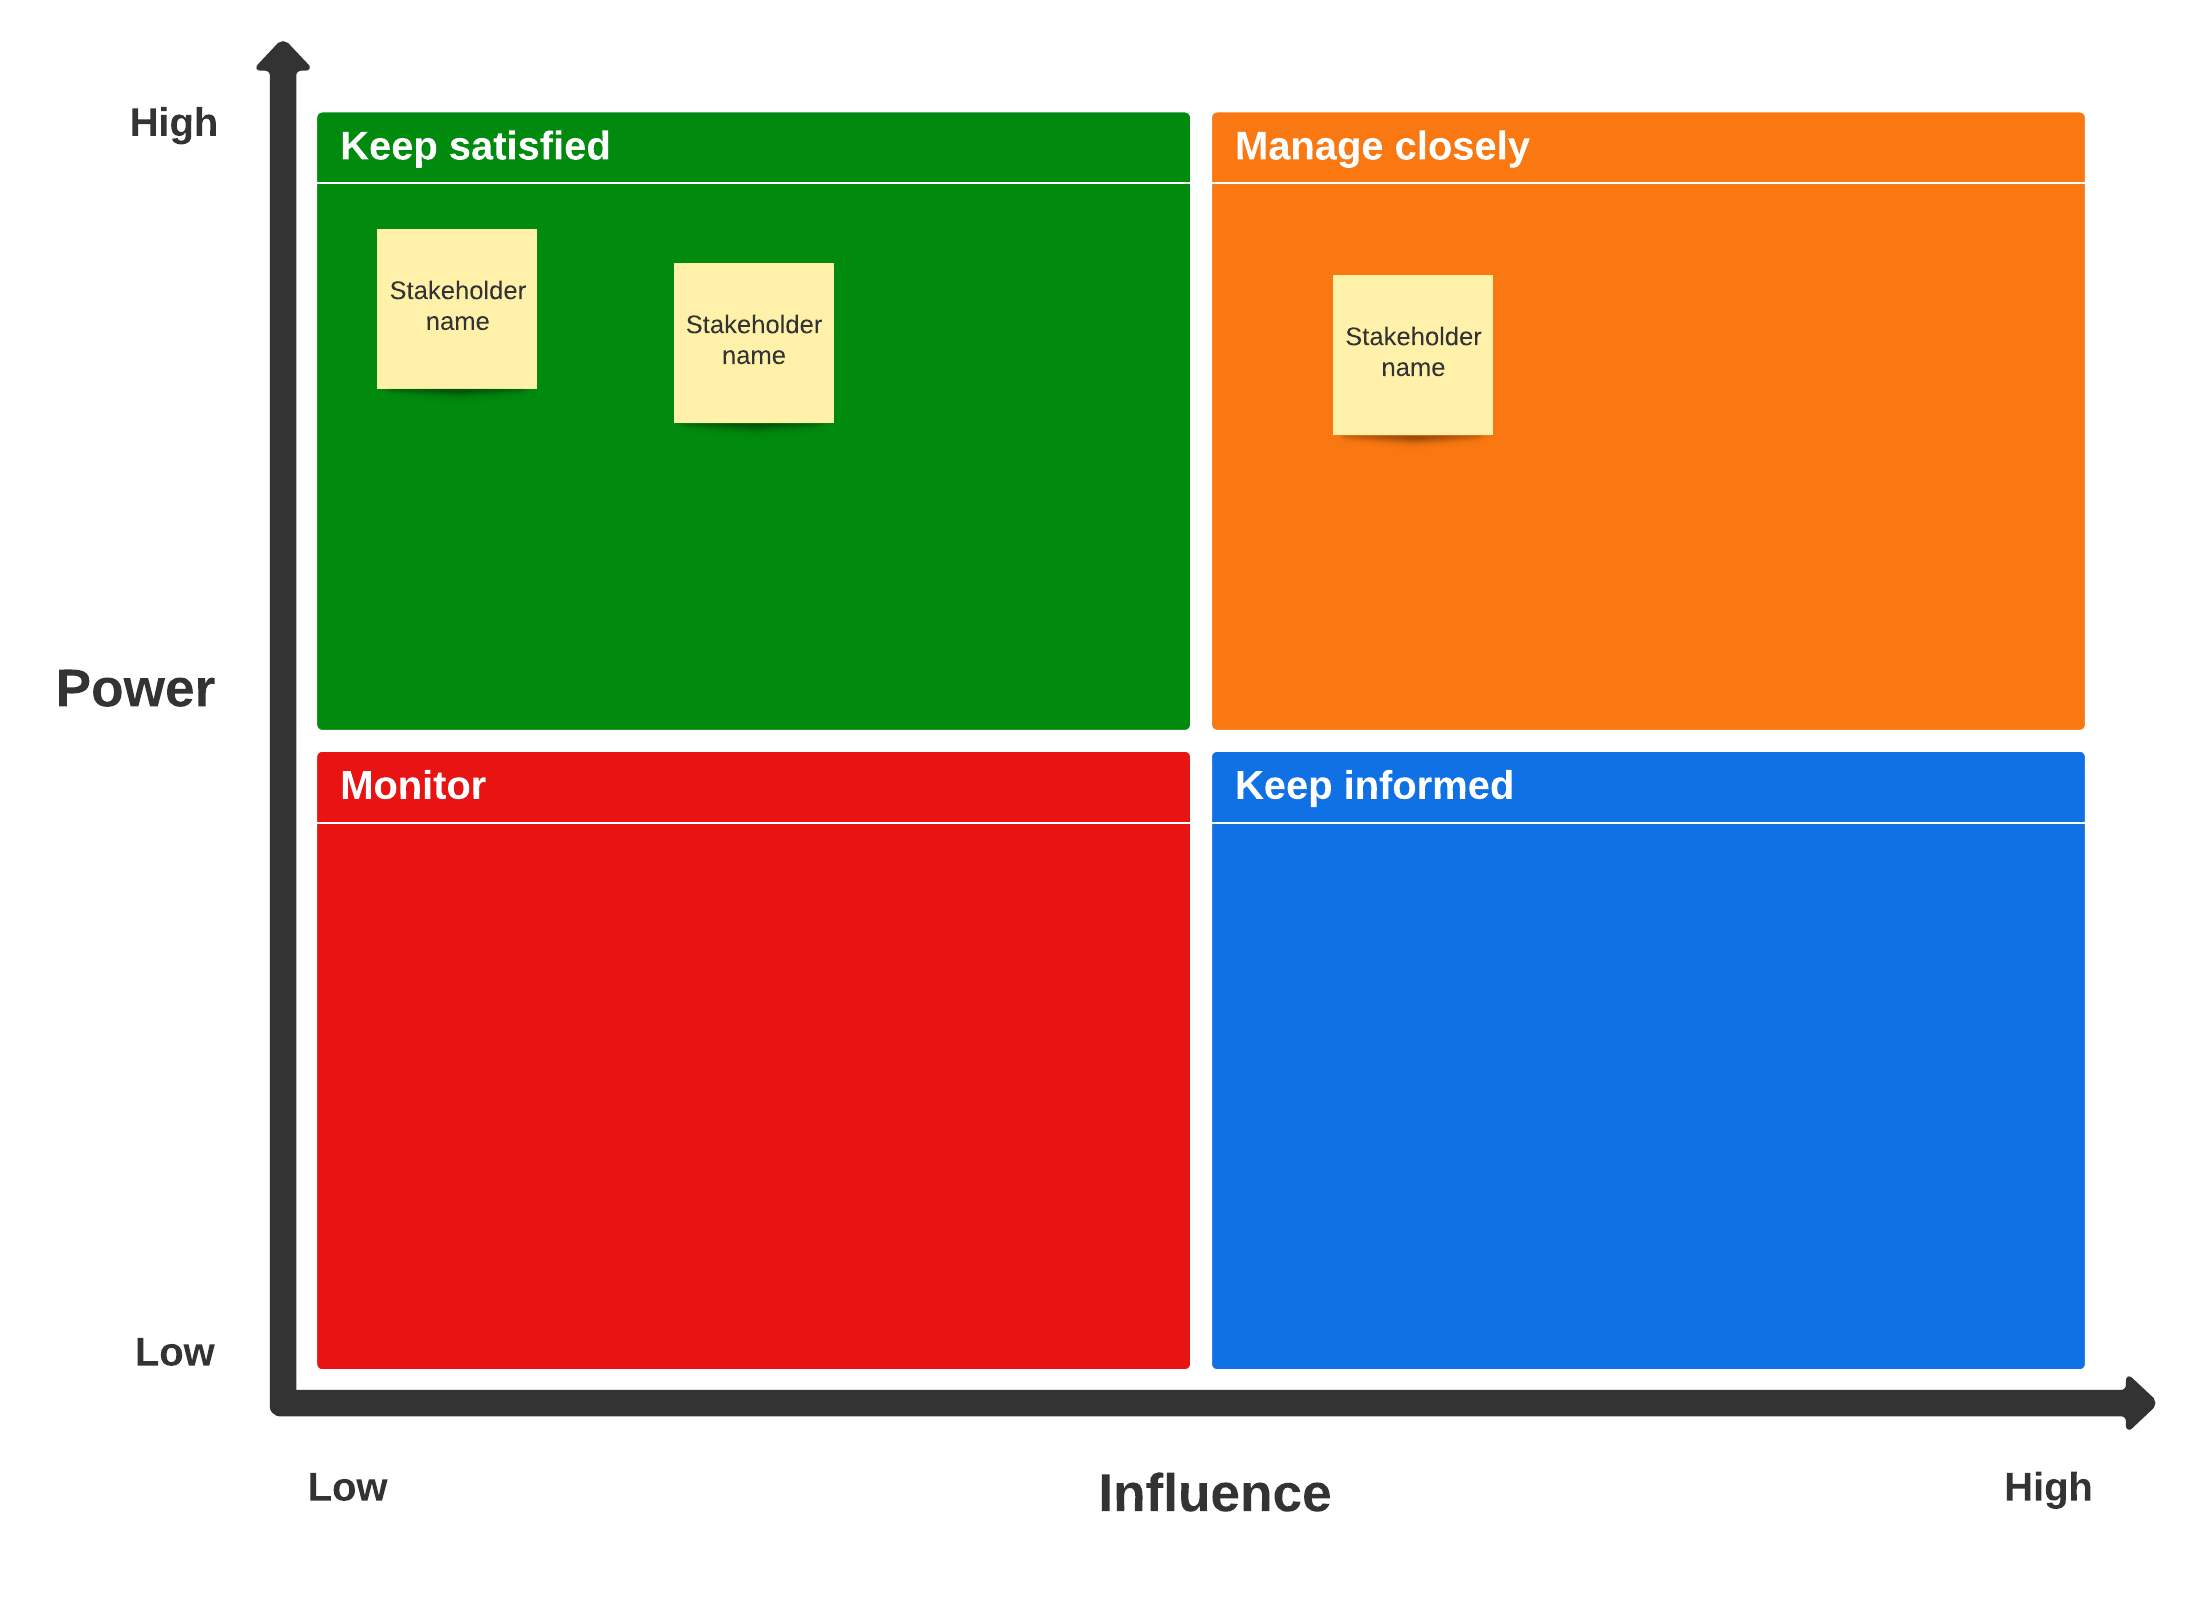 High
Keep satisfied
Manage closely
Stakeholder
name
Stakeholder
name
Stakeholder
name
Power
Monitor
Keep informed
Low
Low
Influence
High